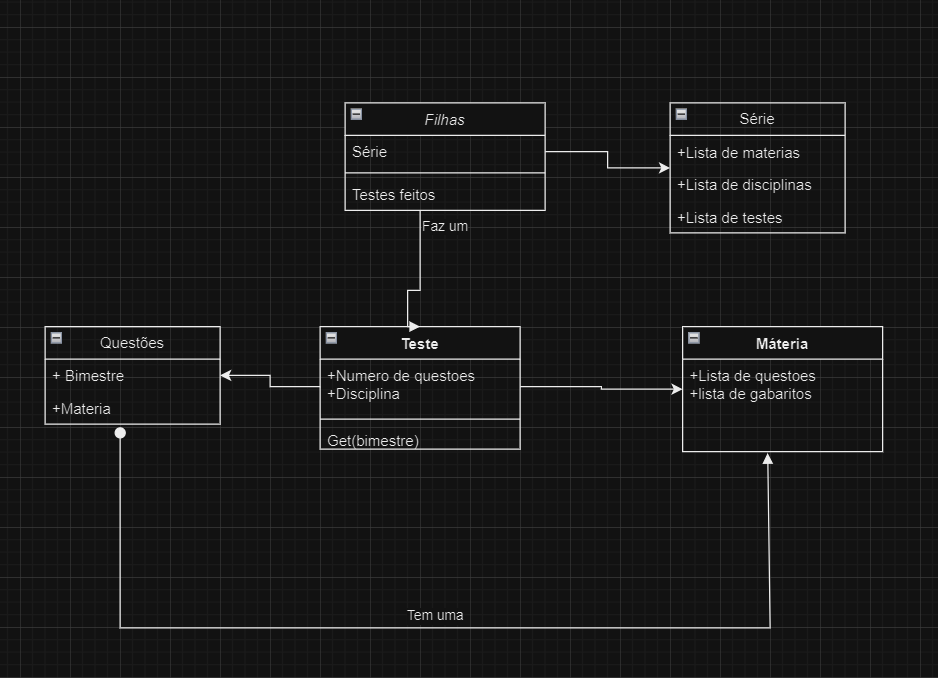 Filhas
Série
Testes feitos
Série
+Lista de materias
+Lista de disciplinas
+Lista de testes
Faz um
Questões
+ Bimestre
+Materia
Teste
+Numero de questoes
+Disciplina
Get(bimestre)
Máteria
+Lista de questoes
+lista de gabaritos
Tem uma